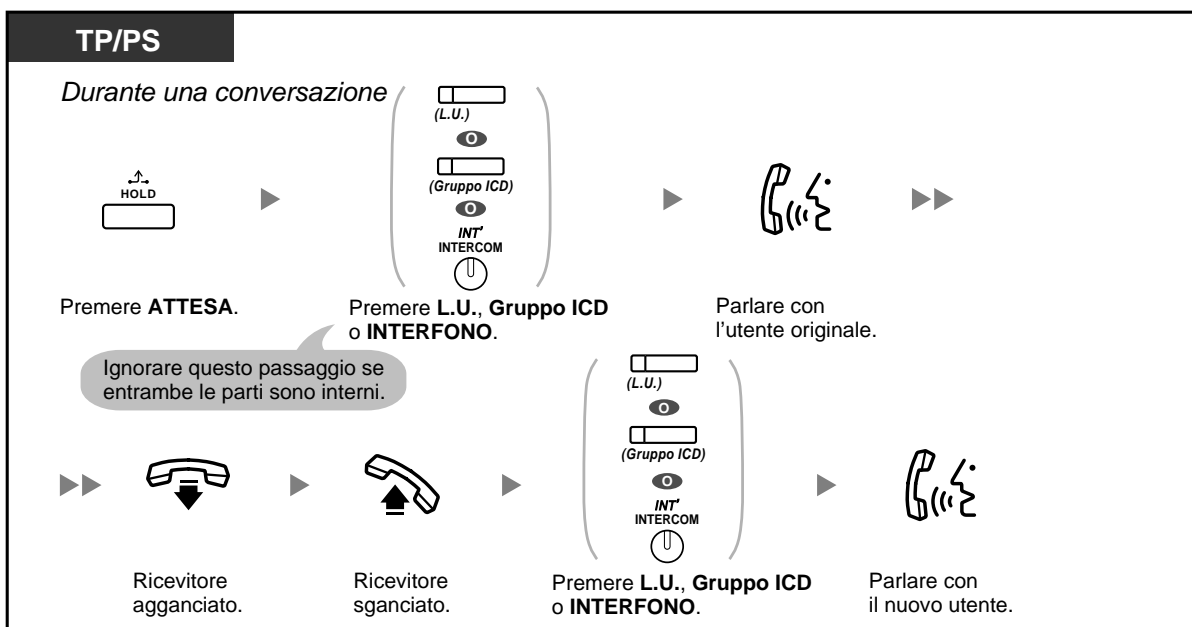 TP/PS
Durante una conversazione
(L.U.)
O
(Gruppo ICD)
O
INT'
INTERCOM
HOLD
Premere ATTESA.
Premere L.U., Gruppo ICD
o INTERFONO.
Parlare con
l'utente originale.
Ignorare questo passaggio se
entrambe le parti sono interni.
(L.U.)
O
(Gruppo ICD)
O
INT'
INTERCOM
Ricevitore
agganciato.
Ricevitore
sganciato.
Premere L.U., Gruppo ICD
o INTERFONO.
Parlare con
il nuovo utente.